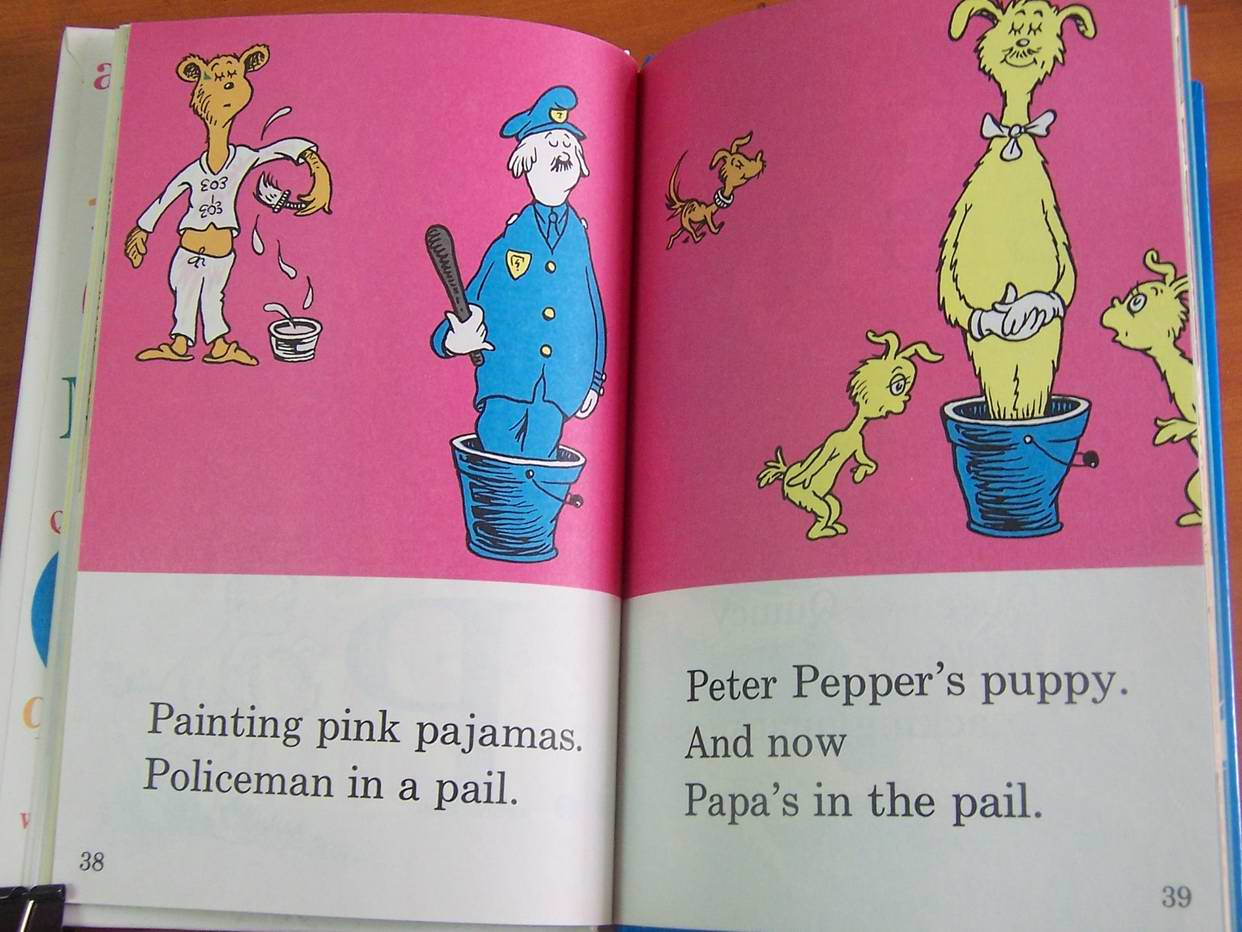 Painting pink pajamas.
Policeman in a pail.
38
Peter Pepper's puppy.
And now
Papa's in the pail.
39